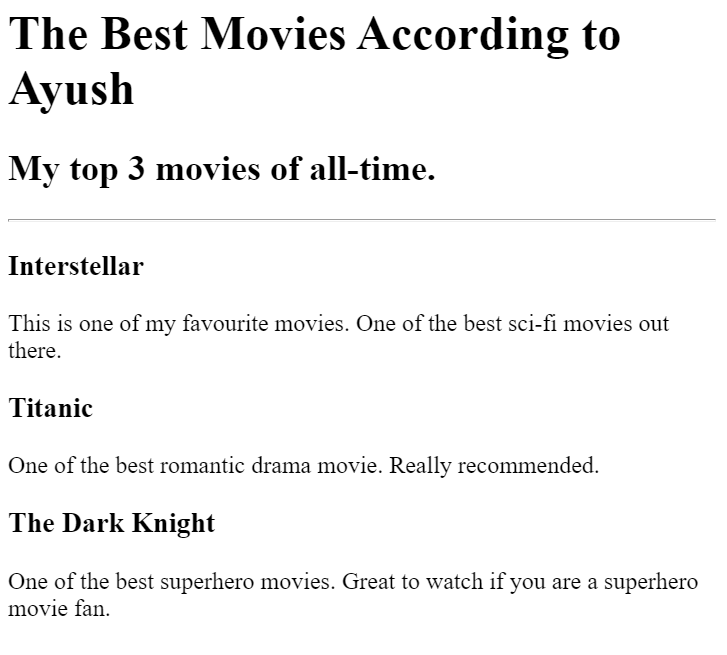 The Best Movies According to
Ayush
My top 3 movies of all-time.
Interstellar
This is one of my favourite movies. One of the best sci-fi movies out
there.
Titanic
One of the best romantic drama movie. Really recommended.
The Dark Knight
One of the best superhero movies. Great to watch if you are a superhero
movie fan.